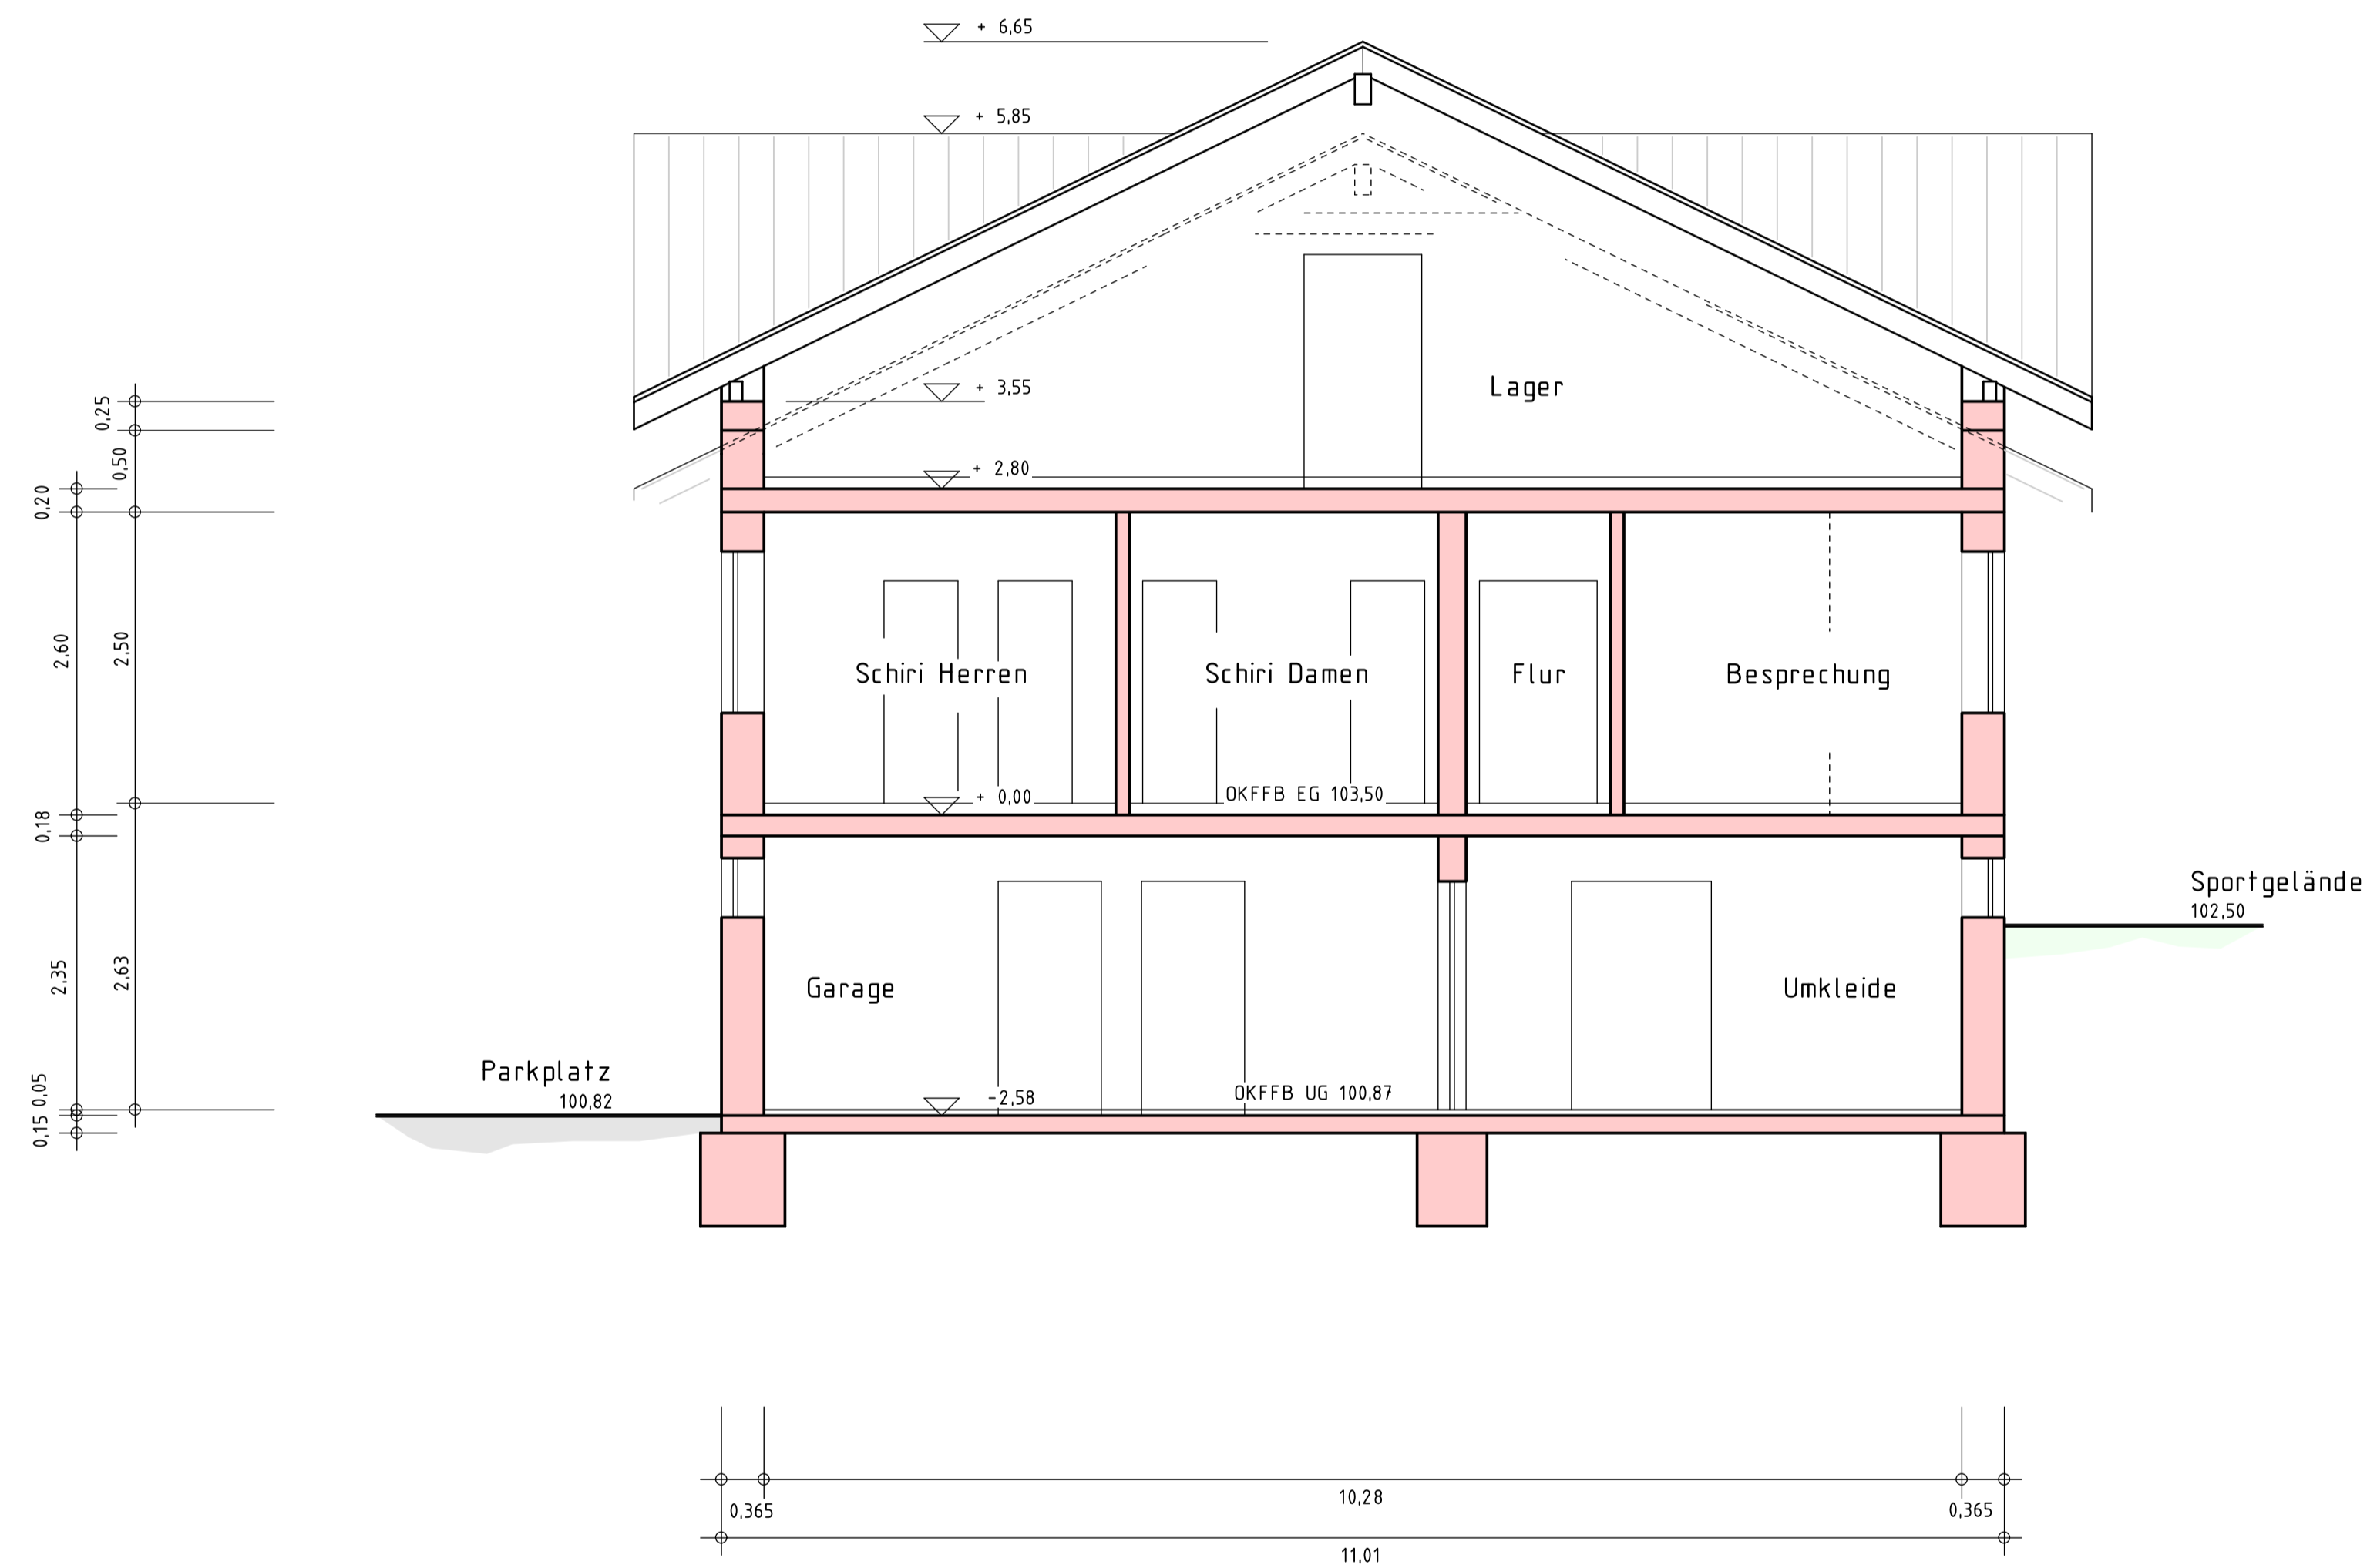 + 6,65
+ 5,85
+ 3,55
Lager
0,25
0,50
+ 2,80
0,20
2,60
2,50
Schiri Herren
Schiri Damen
Flur
Besprechung
+ 0,00
OKFFB EG 103,50
0,18
Sportgelände
102,50
2,35
2,63
Garage
Umkleide
Parkplatz
100,82
0,05
-2,58
OKFFB UG 100,87
0,15
0,365
10,28
0,365
11,01